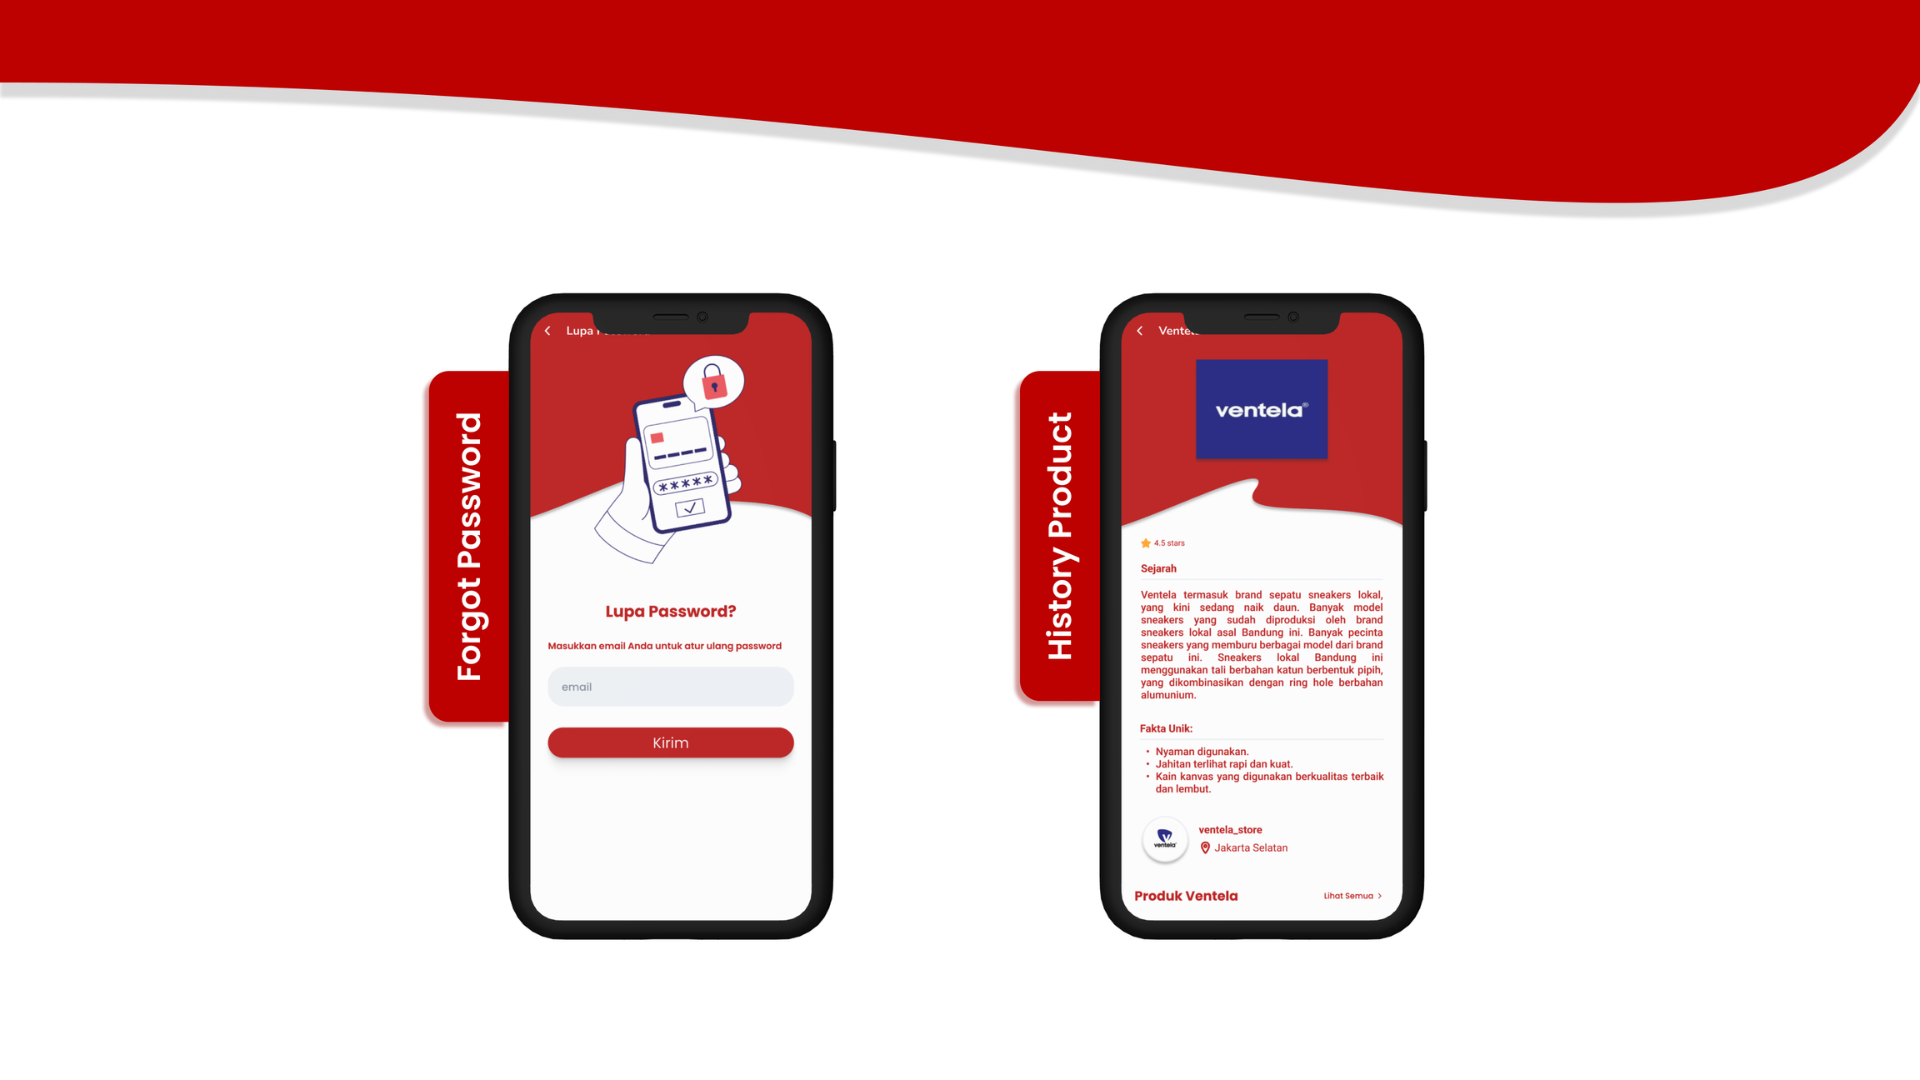 Forgot Password
Lupa
Lupa Password?
Masukkan email Anda untuk atur ulang password
email
Kirim
History Product
ventela®
4.5 stars
Sejarah
Ventela termasuk brand sepatu sneakers lokal,
yang kini sedang naik daun. Banyak model
sneakers yang sudah diproduksi oleh brand
sneakers lokal asal Bandung ini. Banyak pecinta
sneakers yang memburu berbagai model dari brand
sepatu ini. Sneakers lokal Bandung ini
menggunakan tali berbahan katun berbentuk pipih,
yang dikombinasikan dengan ring hole berbahan
alumunium.
Fakta Unik:
• Nyaman digunakan.
• Jahitan terlihat rapi dan kuat.
• Kain kanvas yang digunakan berkualitas terbaik
dan lembut.
ventela
ventela_store
Jakarta Selatan
Produk Ventela
Lihat Semua >